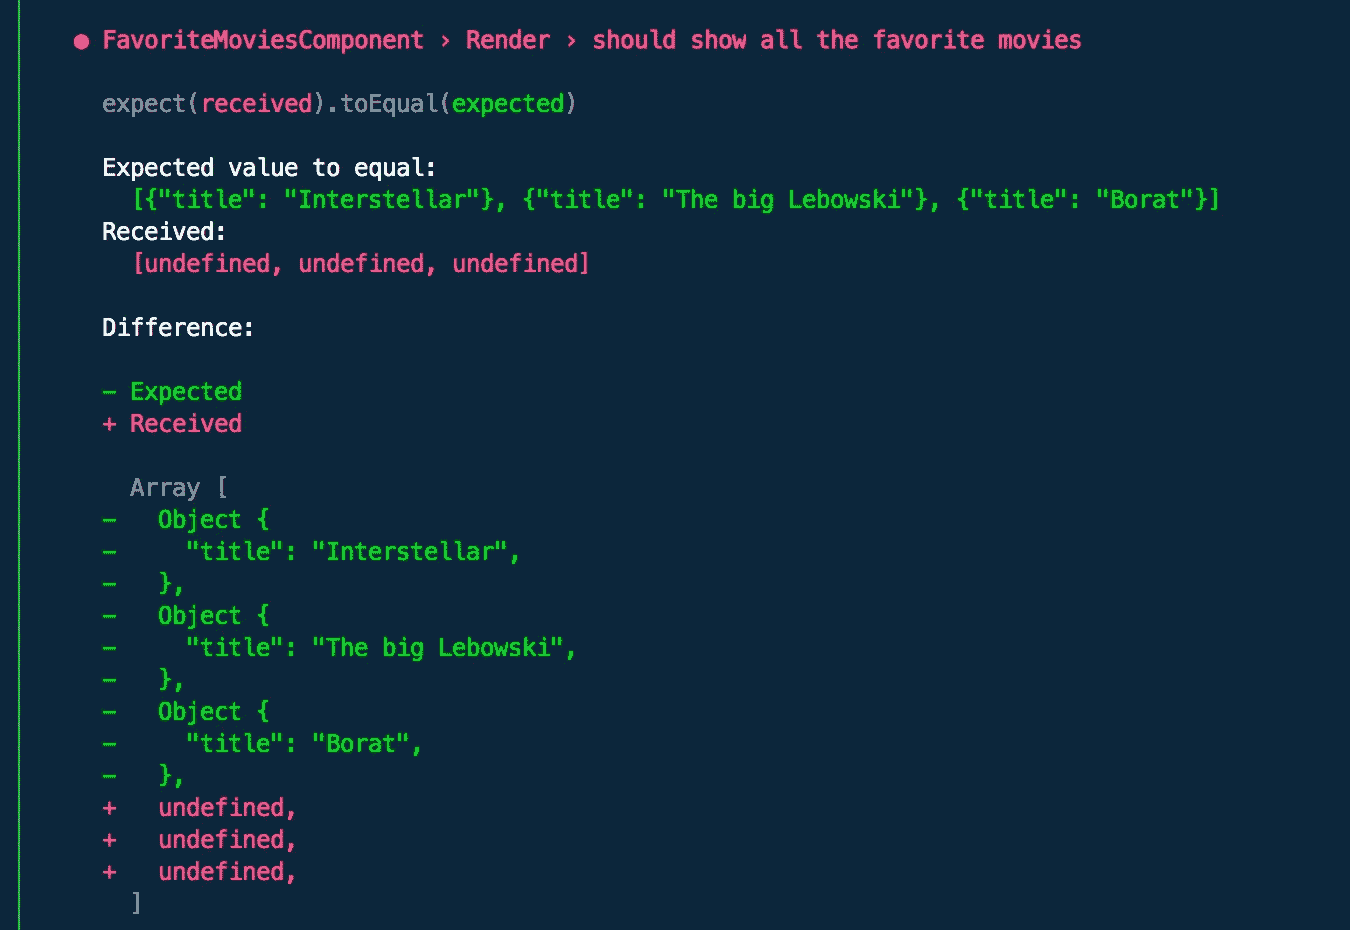 ● FavoriteMoviesComponent › Render › should show all the favorite movies
expect(received).toEqual(expected)
Expected value to equal:
[{"title": "Interstellar"}, {"title": "The big Lebowski"}, {"title": "Borat"}]
Received:
[undefined, undefined, undefined]
Difference:
- Expected
+ Received
Array [
- Object {
- "title": "Interstellar",
- },
- Object {
- "title": "The big Lebowski",
- },
- Object {
- "title": "Borat",
- },
+ undefined,
+ undefined,
+ undefined,
]